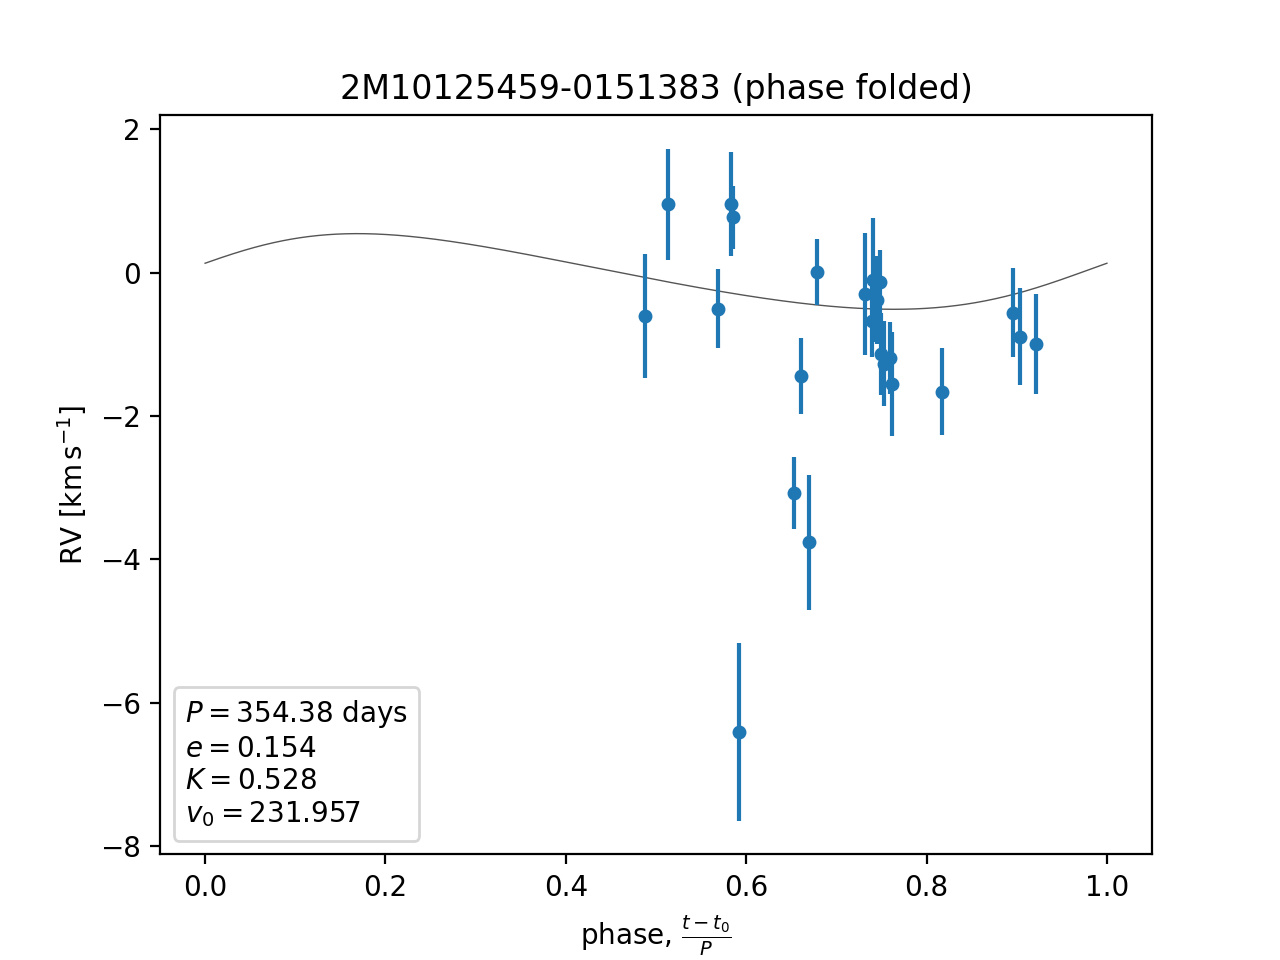 2M10125459-0151383 (phase folded)
RV [km s⁻¹]
2
0
−2
−4
−6
−8
P = 354.38 days
e = 0.154
K = 0.528
v₀ = 231.957
0.0 0.2 0.4 0.6 0.8 1.0
phase, (t − t₀)/P